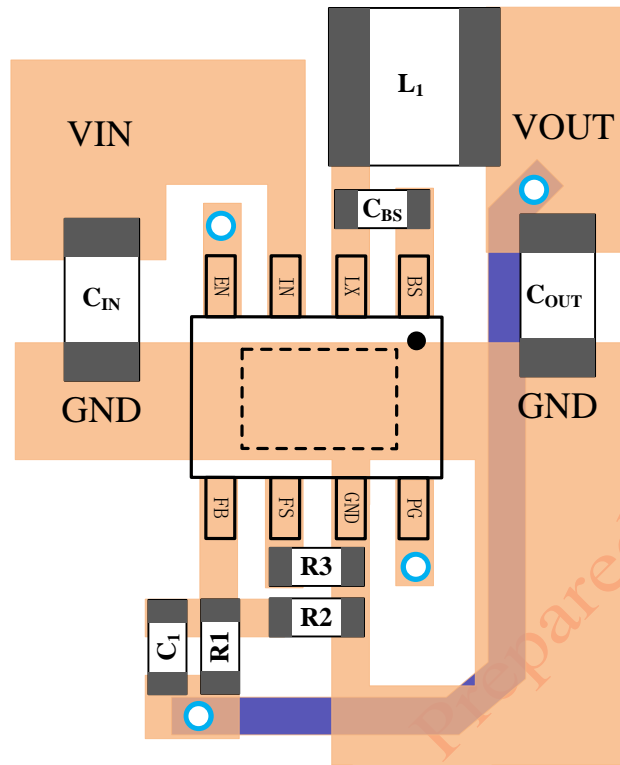 L1
VIN
VOUT
CBS
EN
IN
LX
BS
CIN
COUT
GND
GND
FB
FS
GND
PG
R3
R2
C1
R1
Prepared